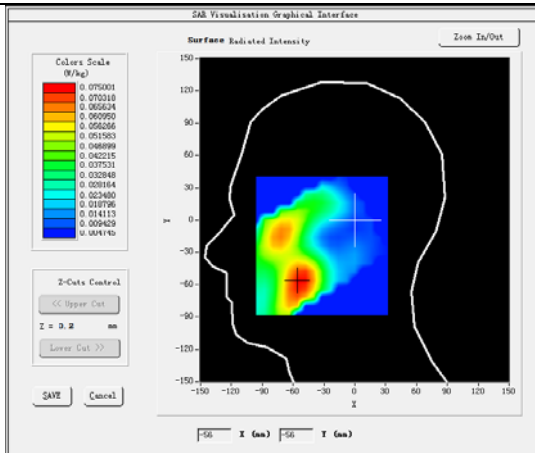 SAR Visualisation Graphical Interface
Surface Radiated Intensity
Zoom In/Out
Colors Scale
(W/kg)
0.075001
0.070318
0.065634
0.060950
0.056266
0.051583
0.046899
0.042215
0.037531
0.032848
0.028164
0.023480
0.018796
0.014113
0.009429
0.004745
150
120
90
60
30
0
-30
-60
-90
-120
-150
Y
-150 -120 -90 -60 -30 0 30 60 90 120 150
X
Z-Cuts Control
<< Upper Cut
Z = 0.2 mm
Lower Cut >>
SAVE Cancel
-56 X (mm) -56 Y (mm)